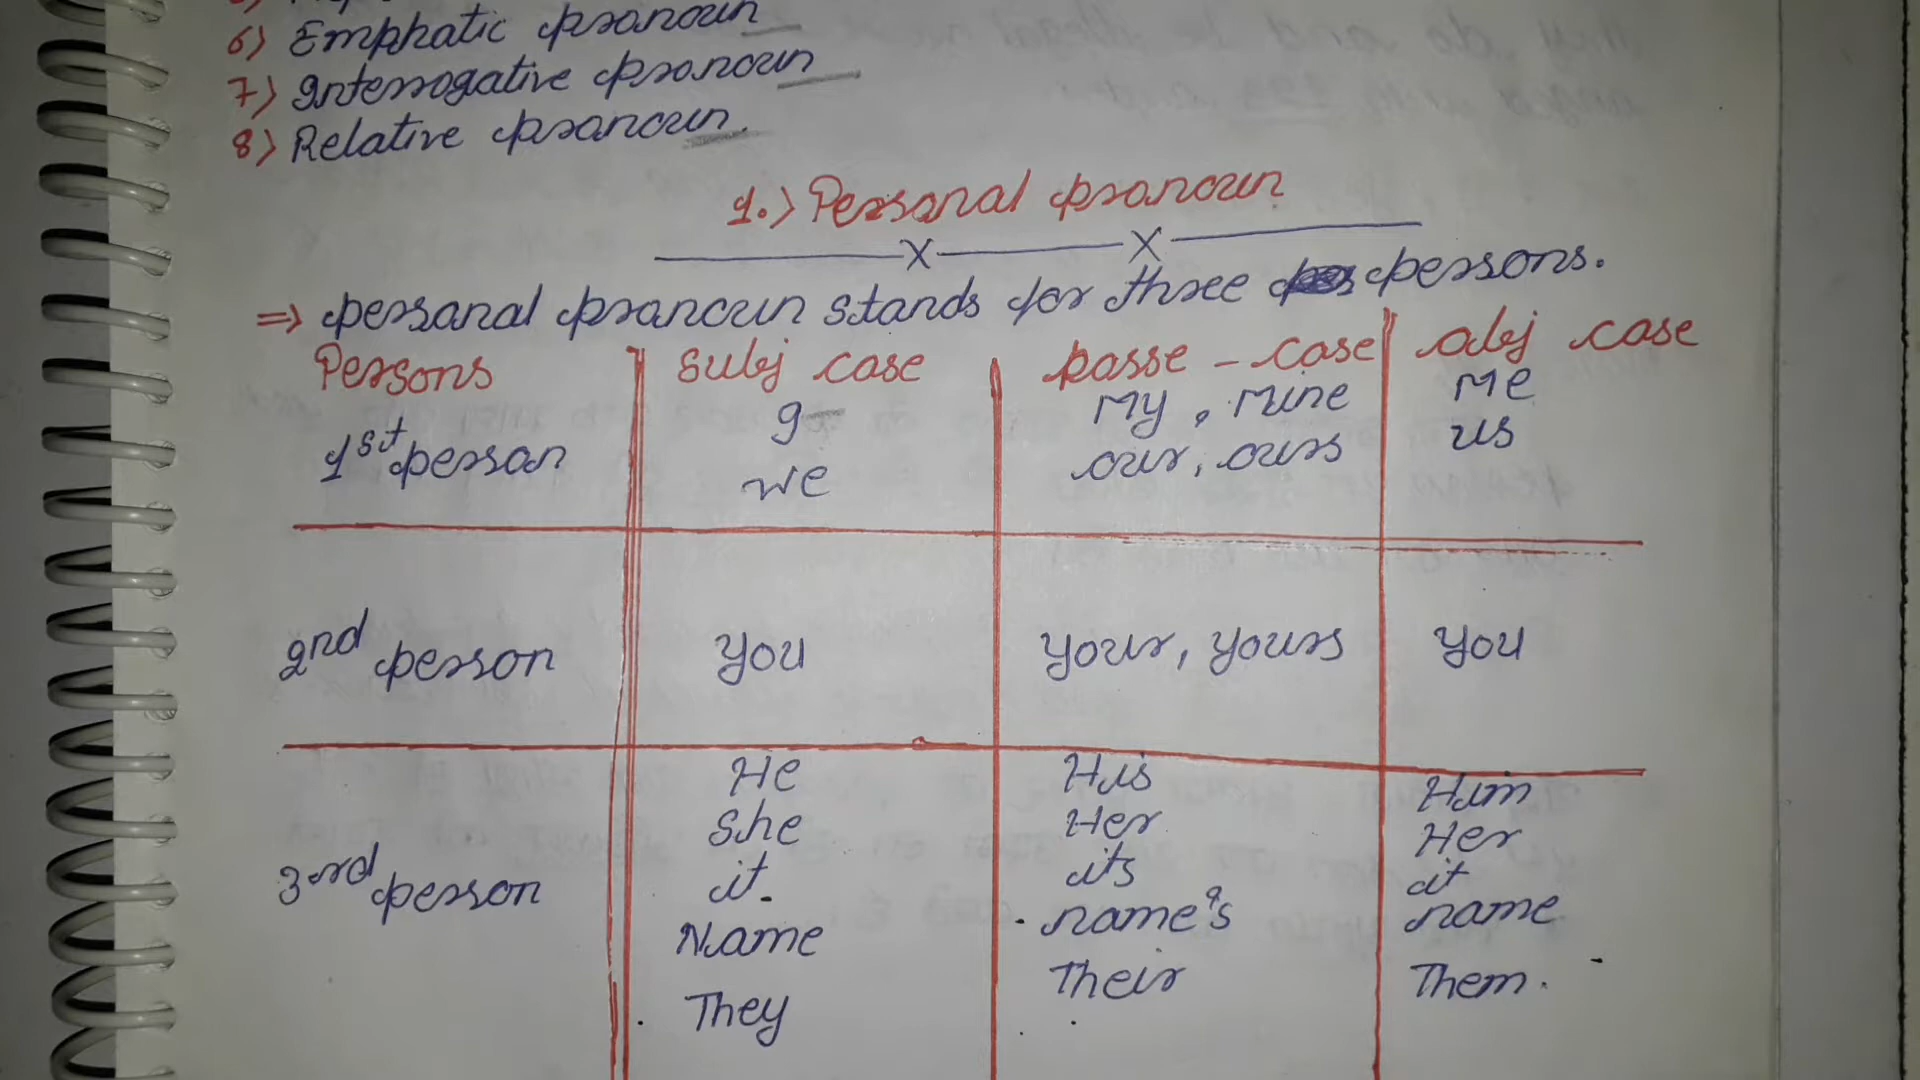 6) Emphatic pronoun
7) Interrogative pronoun
8) Relative pronoun.
1.) Personal pronoun
X X
⇒ personal pronoun stands for three persons.
Persons subj case posse - case obj case
1st person I my, mine me
we our, ours us
2nd person you your, yours you
3rd person He His Him
she Her Her
it. its it
Name name's name
They Their Them.